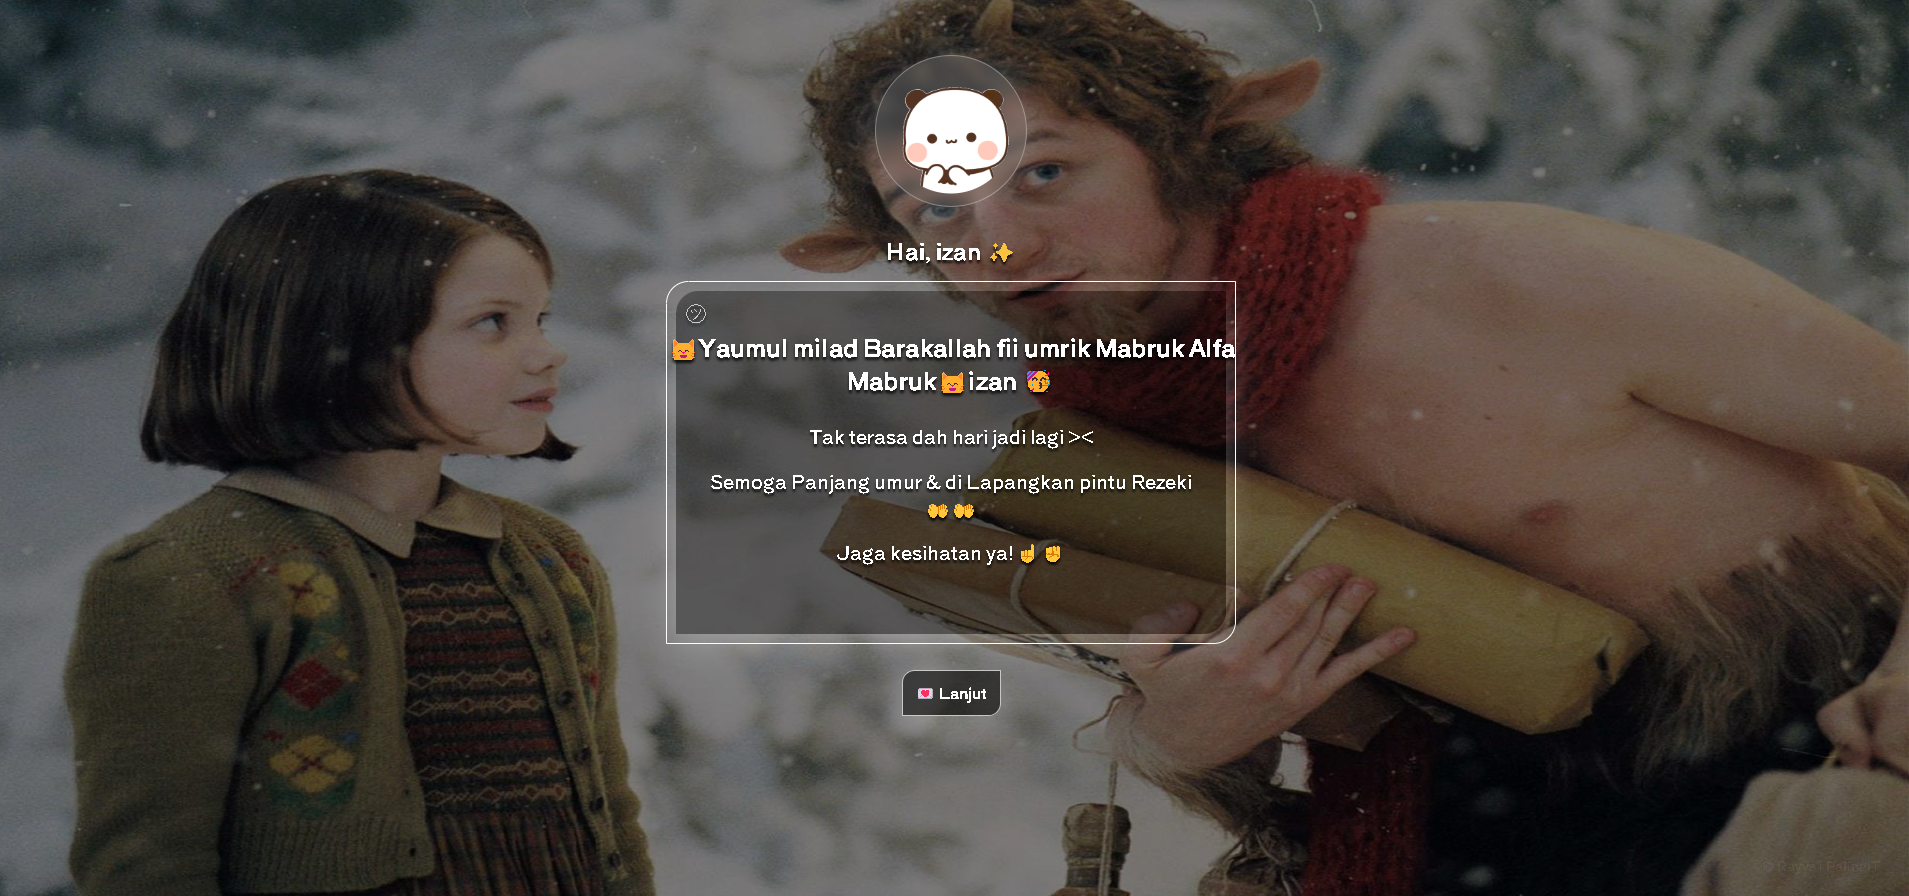 Hai, izan ✨
ツ
😸Yaumul milad Barakallah fii umrik Mabruk Alfa
Mabruk😸izan 🥳
Tak terasa dah hari jadi lagi ><
Semoga Panjang umur & di Lapangkan pintu Rezeki
🤲 🤲
Jaga kesihatan ya! ☝ ✊
💌 Lanjut